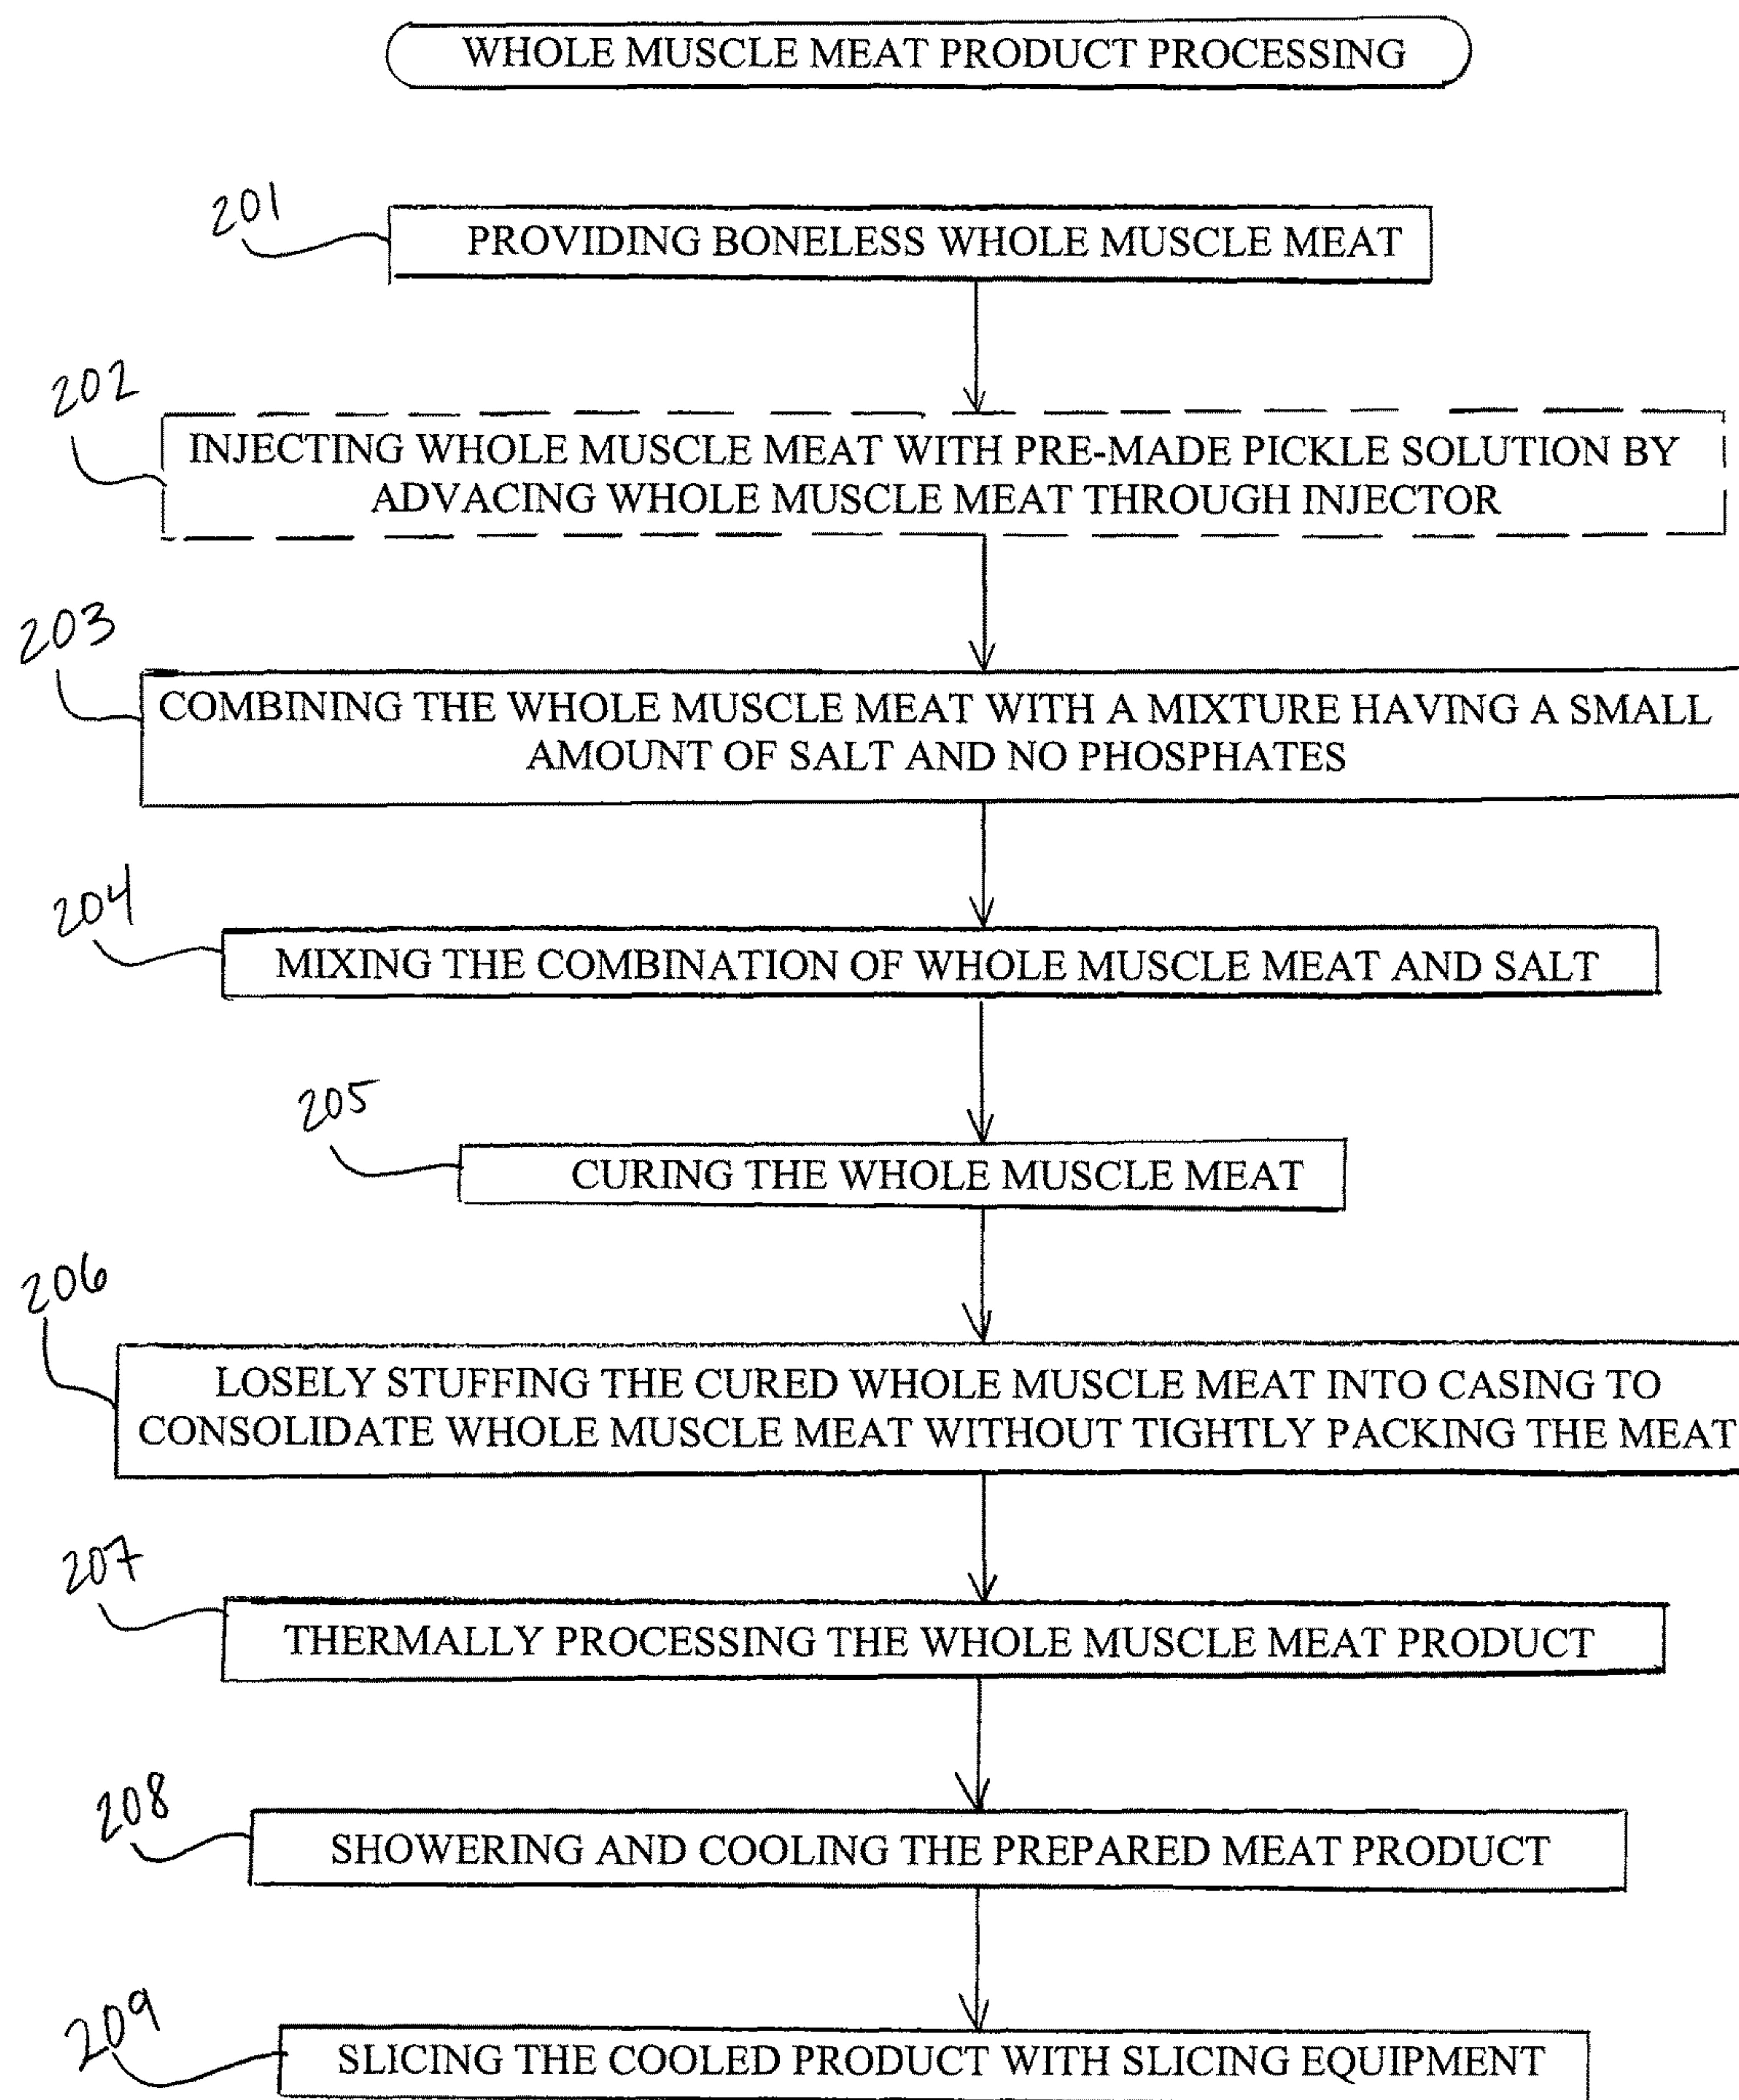 WHOLE MUSCLE MEAT PRODUCT PROCESSING
201
PROVIDING BONELESS WHOLE MUSCLE MEAT
202
INJECTING WHOLE MUSCLE MEAT WITH PRE-MADE PICKLE SOLUTION BY
ADVACING WHOLE MUSCLE MEAT THROUGH INJECTOR
203
COMBINING THE WHOLE MUSCLE MEAT WITH A MIXTURE HAVING A SMALL
AMOUNT OF SALT AND NO PHOSPHATES
204
MIXING THE COMBINATION OF WHOLE MUSCLE MEAT AND SALT
205
CURING THE WHOLE MUSCLE MEAT
206
LOSELY STUFFING THE CURED WHOLE MUSCLE MEAT INTO CASING TO
CONSOLIDATE WHOLE MUSCLE MEAT WITHOUT TIGHTLY PACKING THE MEAT
207
THERMALLY PROCESSING THE WHOLE MUSCLE MEAT PRODUCT
208
SHOWERING AND COOLING THE PREPARED MEAT PRODUCT
209
SLICING THE COOLED PRODUCT WITH SLICING EQUIPMENT